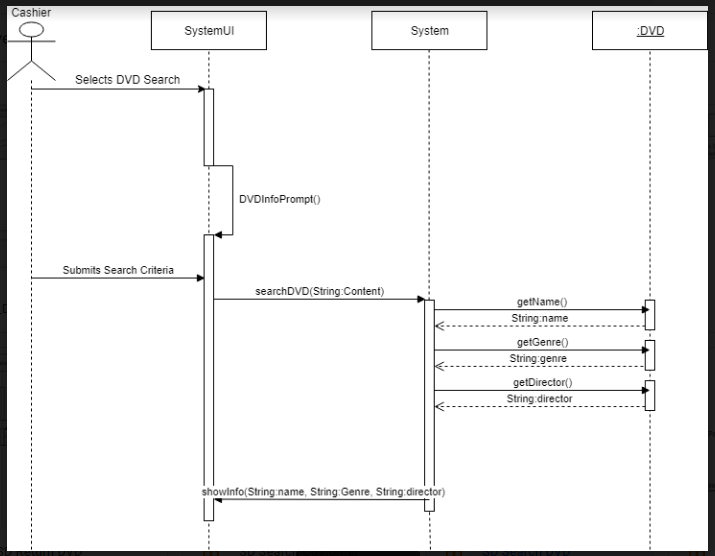 Cashier
SystemUI
System
:DVD
Selects DVD Search
DVDInfoPrompt()
Submits Search Criteria
searchDVD(String:Content)
getName()
String:name
getGenre()
String:genre
getDirector()
String:director
showInfo(String:name, String:Genre, String:director)